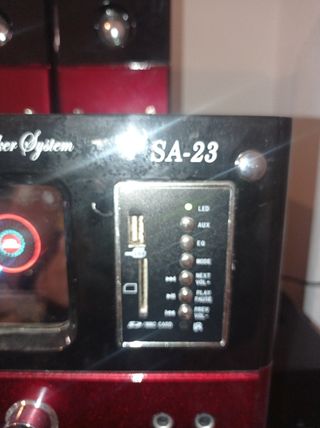 ker System
SA-23
LED
AUX
EQ
MODE
NEXT
VOL+
PLAY
PAUSE
PREV
VOL-
SD/MMC CARD